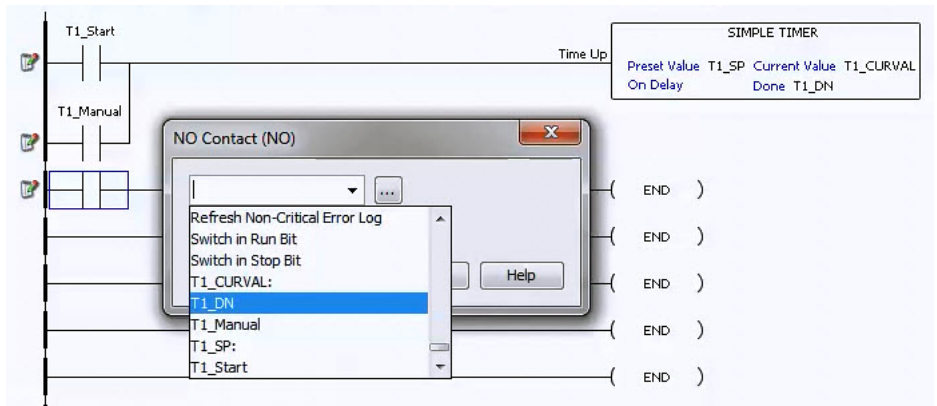 T1_Start
Time Up
SIMPLE TIMER
Preset Value T1_SP Current Value T1_CURVAL
On Delay Done T1_DN
T1_Manual
NO Contact (NO)
END
Refresh Non-Critical Error Log
Switch in Run Bit
Switch in Stop Bit
T1_CURVAL:
T1_DN
T1_Manual
T1_SP:
T1_Start
Help
END
END
END
END